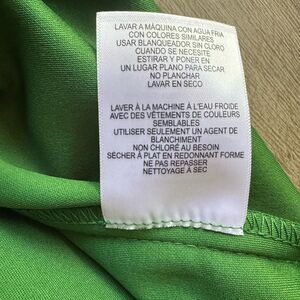 LAVAR A MÁQUINA CON AGUA FRIA
CON COLORES SIMILARES
USAR BLANQUEADOR SIN CLORO
CUANDO SE NECESITE
ESTIRAR Y PONER EN
UN LUGAR PLANO PARA SECAR
NO PLANCHAR
LAVAR EN SECO
LAVER À LA MACHINE À L'EAU FROIDE
AVEC DES VÊTEMENTS DE COULEURS
SEMBLABLES
UTILISER SEULEMENT UN AGENT DE
BLANCHIMENT
NON CHLORÉ AU BESOIN
SÉCHER À PLAT EN REDONNANT FORME
NE PAS REPASSER
NETTOYAGE À SEC